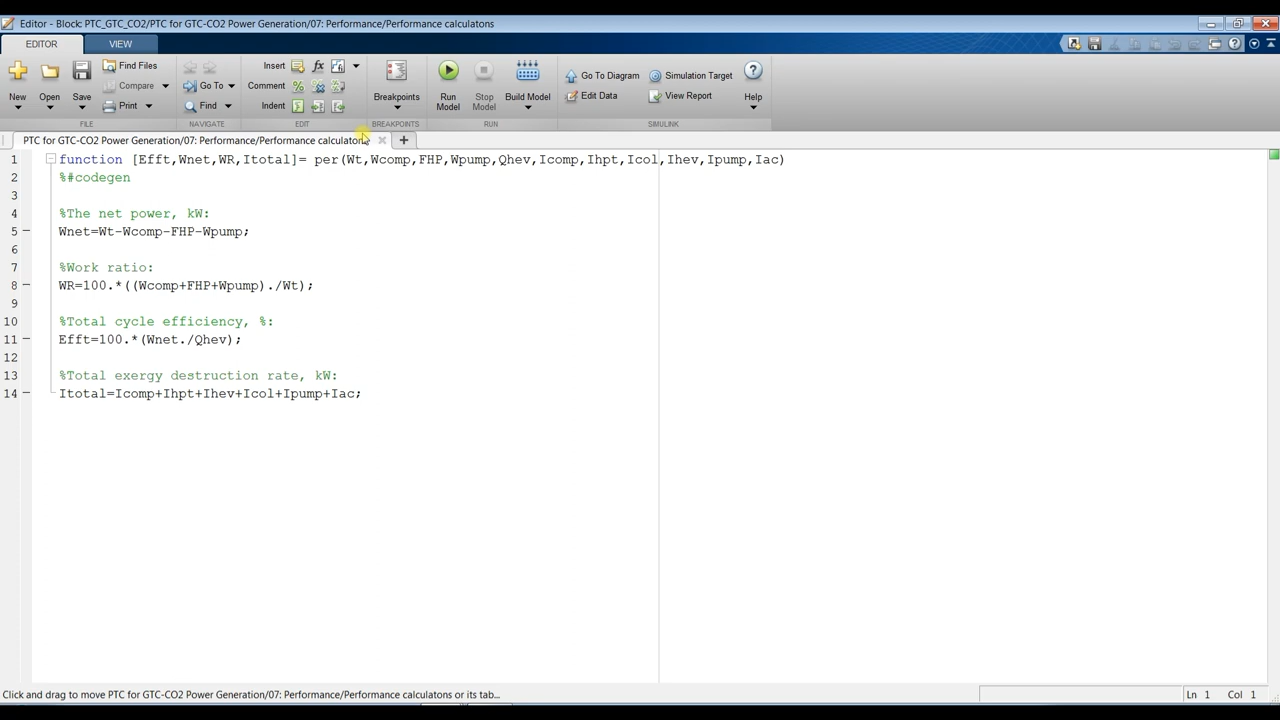 Editor - Block: PTC_GTC_CO2/PTC for GTC-CO2 Power Generation/07: Performance/Performance calculatons
EDITOR VIEW
New Open Save Find Files Compare Print
Go To Find
Insert Comment Indent
Breakpoints
Run Model Stop Model Build Model
Go To Diagram Simulation Target Edit Data View Report
Help
FILE NAVIGATE EDIT BREAKPOINTS RUN SIMULINK
PTC for GTC-CO2 Power Generation/07: Performance/Performance calculatons
1 function [Efft,Wnet,WR,Itotal]= per(Wt,Wcomp,FHP,Wpump,Qhev,Icomp,Ihpt,Icol,Ihev,Ipump,Iac)
2 %#codegen
3
4 %The net power, kW:
5 Wnet=Wt-Wcomp-FHP-Wpump;
6
7 %Work ratio:
8 WR=100.*((Wcomp+FHP+Wpump)./Wt);
9
10 %Total cycle efficiency, %:
11 Efft=100.*(Wnet./Qhev);
12
13 %Total exergy destruction rate, kW:
14 Itotal=Icomp+Ihpt+Ihev+Icol+Ipump+Iac;
Click and drag to move PTC for GTC-CO2 Power Generation/07: Performance/Performance calculatons or its tab...
Ln 1 Col 1